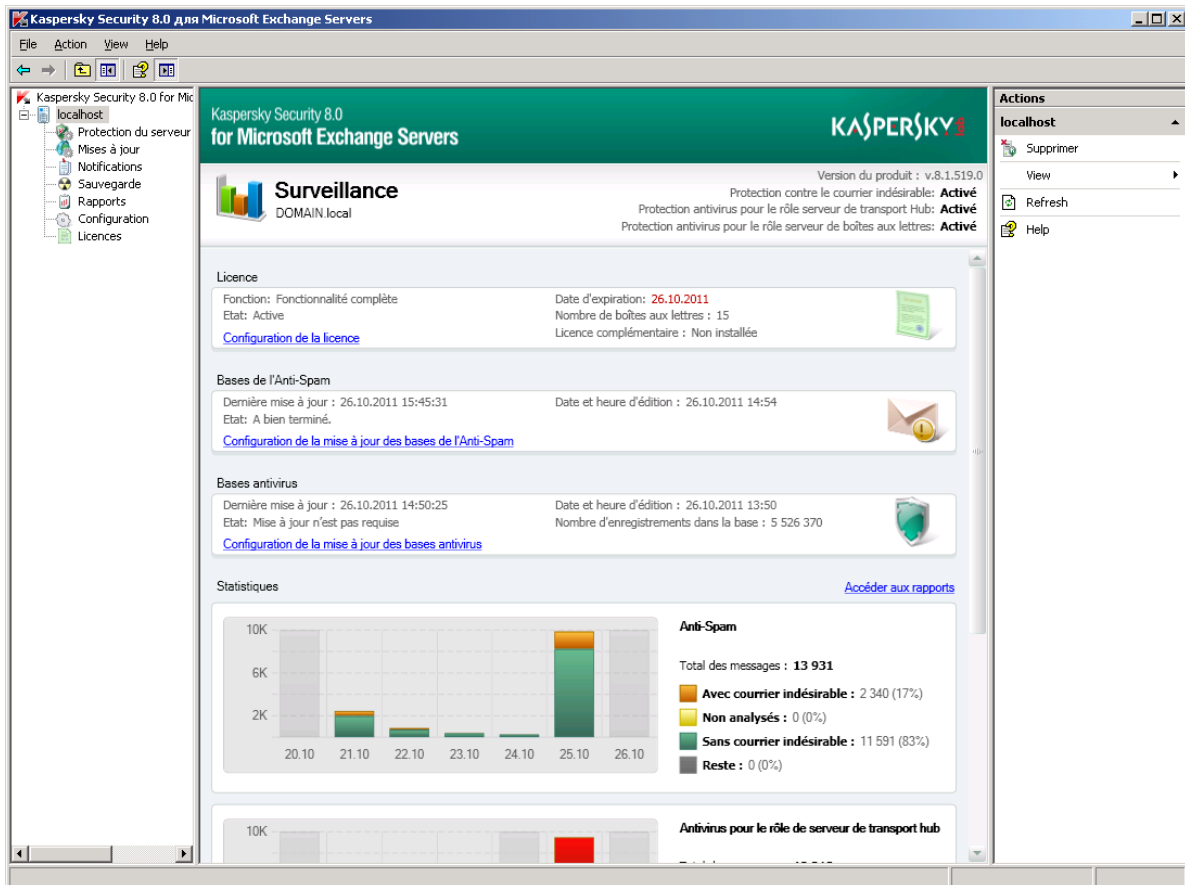 Kaspersky Security 8.0 для Microsoft Exchange Servers
File Action View Help
Kaspersky Security 8.0 for Mic
localhost
Protection du serveur
Mises à jour
Notifications
Sauvegarde
Rapports
Configuration
Licences
Kaspersky Security 8.0
for Microsoft Exchange Servers
KASPERSKY lab
Surveillance
DOMAIN.local
Version du produit : v.8.1.519.0
Protection contre le courrier indésirable: Activé
Protection antivirus pour le rôle serveur de transport Hub: Activé
Protection antivirus pour le rôle serveur de boîtes aux lettres: Activé
Licence
Fonction: Fonctionnalité complète
Etat: Active
Configuration de la licence
Date d'expiration: 26.10.2011
Nombre de boîtes aux lettres : 15
Licence complémentaire : Non installée
Bases de l'Anti-Spam
Dernière mise à jour : 26.10.2011 15:45:31
Etat: A bien terminé.
Configuration de la mise à jour des bases de l'Anti-Spam
Date et heure d'édition : 26.10.2011 14:54
Bases antivirus
Dernière mise à jour : 26.10.2011 14:50:25
Etat: Mise à jour n'est pas requise
Configuration de la mise à jour des bases antivirus
Date et heure d'édition : 26.10.2011 13:50
Nombre d'enregistrements dans la base : 5 526 370
Statistiques
Accéder aux rapports
10K
6K
2K
20.10 21.10 22.10 23.10 24.10 25.10 26.10
Anti-Spam
Total des messages : 13 931
Avec courrier indésirable : 2 340 (17%)
Non analysés : 0 (0%)
Sans courrier indésirable : 11 591 (83%)
Reste : 0 (0%)
10K
Antivirus pour le rôle de serveur de transport hub
Actions
localhost
Supprimer
View
Refresh
Help